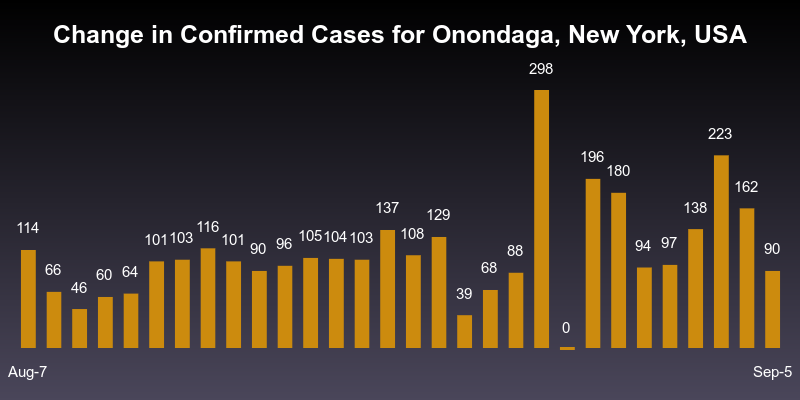 Change in Confirmed Cases for Onondaga, New York, USA
114 66 46 60 64 101 103 116 101 90 96 105 104 103 137 108 129 39 68 88 298 0 196 180 94 97 138 223 162 90
Aug-7 Sep-5